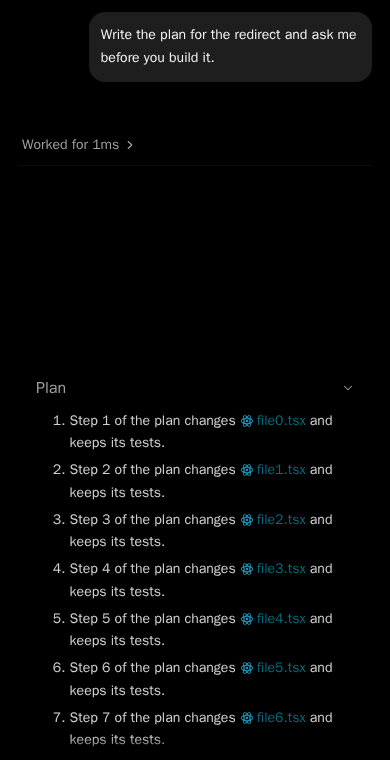 Write the plan for the redirect and ask me
before you build it.
Worked for 1ms
Plan
1. Step 1 of the plan changes file0.tsx and
keeps its tests.
2. Step 2 of the plan changes file1.tsx and
keeps its tests.
3. Step 3 of the plan changes file2.tsx and
keeps its tests.
4. Step 4 of the plan changes file3.tsx and
keeps its tests.
5. Step 5 of the plan changes file4.tsx and
keeps its tests.
6. Step 6 of the plan changes file5.tsx and
keeps its tests.
7. Step 7 of the plan changes file6.tsx and
keeps its tests.